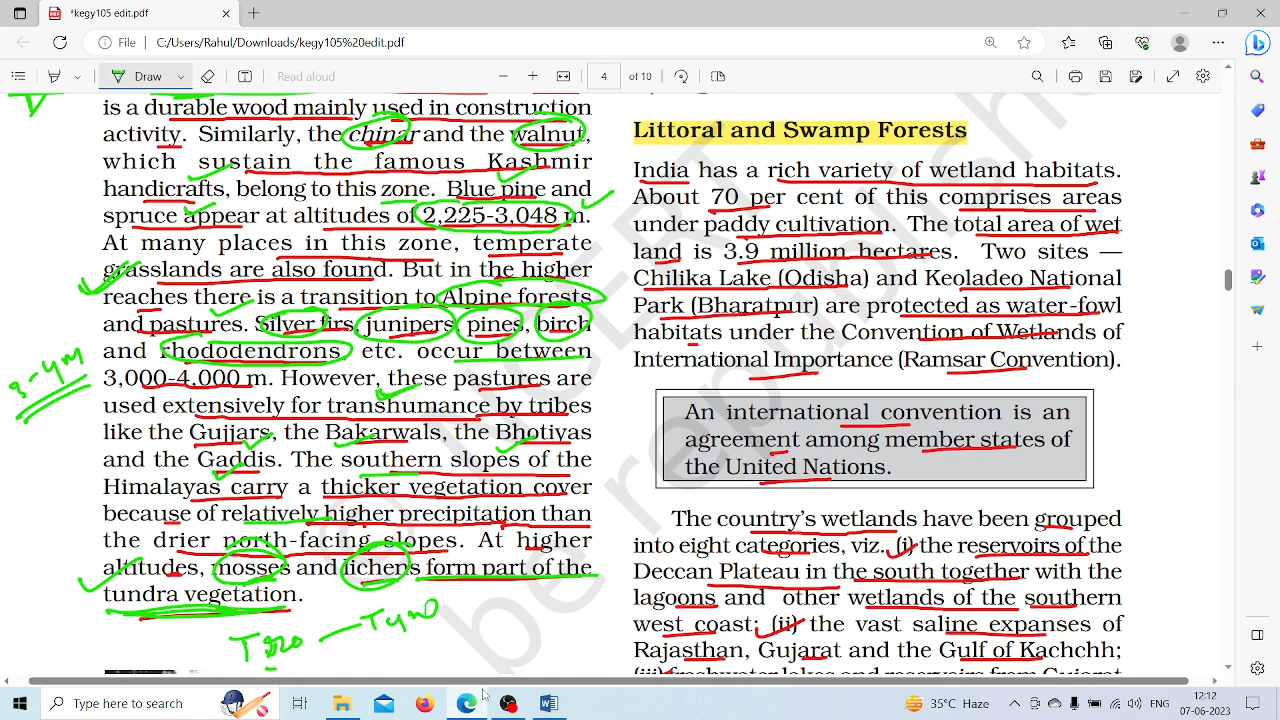 *kegy105 edit.pdf
File C:/Users/Rahul/Downloads/kegy105%20edit.pdf
Draw Read aloud 4 of 10
is a durable wood mainly used in construction
activity. Similarly, the chinar and the walnut,
which sustain the famous Kashmir
handicrafts, belong to this zone. Blue pine and
spruce appear at altitudes of 2,225-3,048 m.
At many places in this zone, temperate
grasslands are also found. But in the higher
reaches there is a transition to Alpine forests
and pastures. Silver firs, junipers, pines, birch
and rhododendrons etc. occur between
3,000-4,000 m. However, these pastures are
used extensively for transhumance by tribes
like the Gujjars, the Bakarwals, the Bhotiyas
and the Gaddis. The southern slopes of the
Himalayas carry a thicker vegetation cover
because of relatively higher precipitation than
the drier north-facing slopes. At higher
altitudes, mosses and lichens form part of the
tundra vegetation.
3-4m
Littoral and Swamp Forests
India has a rich variety of wetland habitats.
About 70 per cent of this comprises areas
under paddy cultivation. The total area of wet
land is 3.9 million hectares. Two sites —
Chilika Lake (Odisha) and Keoladeo National
Park (Bharatpur) are protected as water-fowl
habitats under the Convention of Wetlands of
International Importance (Ramsar Convention).
An international convention is an
agreement among member states of
the United Nations.
The country's wetlands have been grouped
into eight categories, viz. (i) the reservoirs of the
Deccan Plateau in the south together with the
lagoons and other wetlands of the southern
west coast; (ii) the vast saline expanses of
Rajasthan, Gujarat and the Gulf of Kachchh;
(iii) freshwater lakes and reservoirs from Gujarat
NCERT
be republish
Type here to search 35°C Haze ENG 12:12
07-06-2023